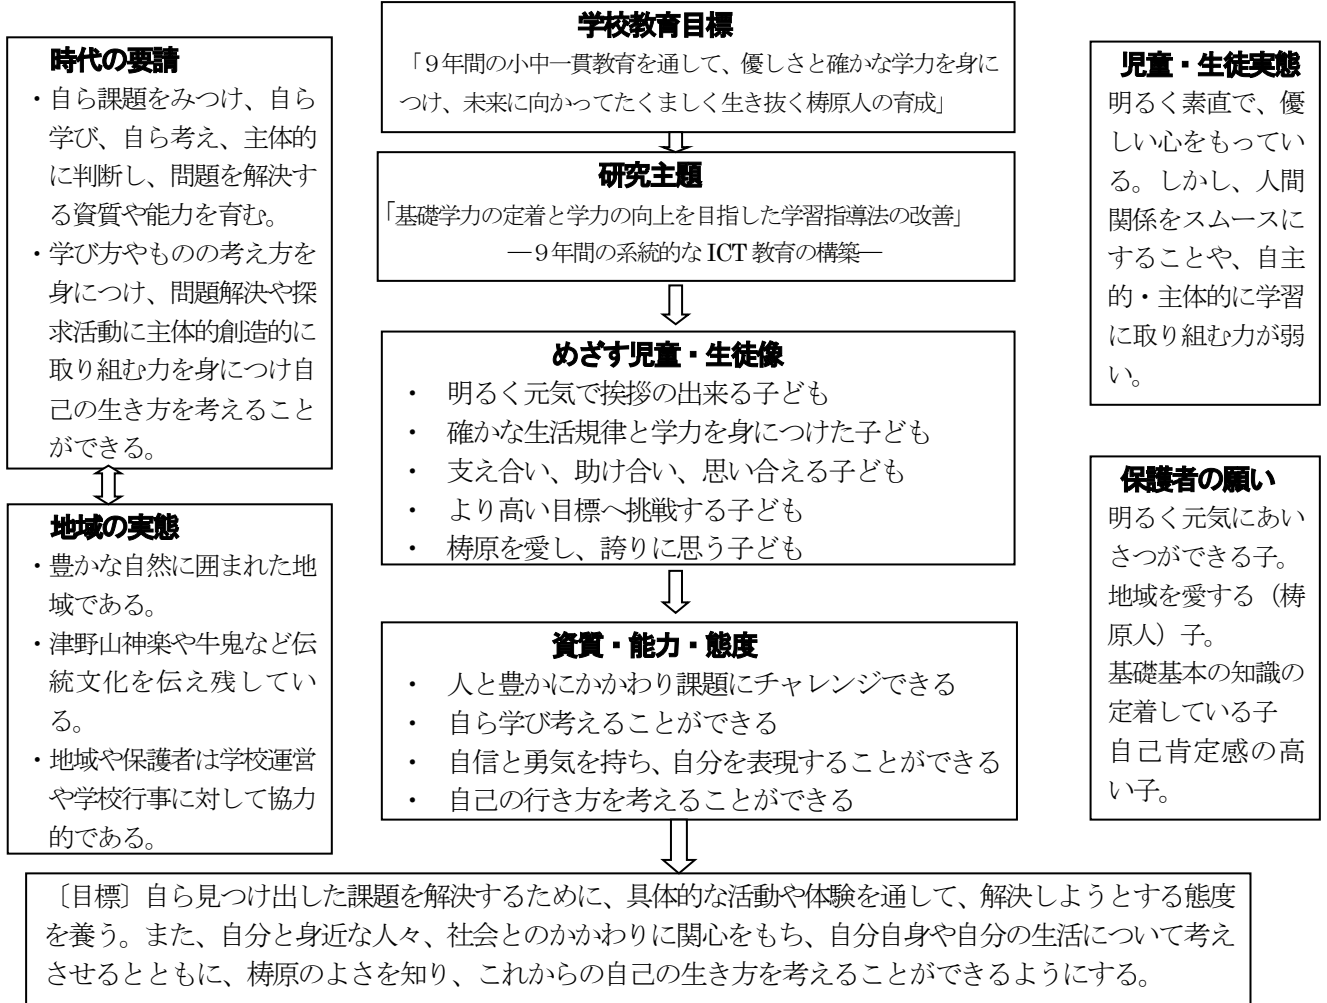 学校教育目標
「９年間の小中一貫教育を通して、優しさと確かな学力を身に
つけ、未来に向かってたくましく生き抜く梼原人の育成」
研究主題
「基礎学力の定着と学力の向上を目指した学習指導法の改善」
―９年間の系統的な ICT 教育の構築―
めざす児童・生徒像
・ 明るく元気で挨拶の出来る子ども
・ 確かな生活規律と学力を身につけた子ども
・ 支え合い、助け合い、思い合える子ども
・ より高い目標へ挑戦する子ども
・ 梼原を愛し、誇りに思う子ども
資質・能力・態度
・ 人と豊かにかかわり課題にチャレンジできる
・ 自ら学び考えることができる
・ 自信と勇気を持ち、自分を表現することができる
・ 自己の行き方を考えることができる
時代の要請
・自ら課題をみつけ、自ら
学び、自ら考え、主体的
に判断し、問題を解決す
る資質や能力を育む。
・学び方やものの考え方を
身につけ、問題解決や探
求活動に主体的創造的に
取り組む力を身につけ自
己の生き方を考えること
ができる。
地域の実態
・豊かな自然に囲まれた地
域である。
・津野山神楽や牛鬼など伝
統文化を伝え残してい
る。
・地域や保護者は学校運営
や学校行事に対して協力
的である。
児童・生徒実態
明るく素直で、優
しい心をもってい
る。しかし、人間
関係をスムースに
することや、自主
的・主体的に学習
に取り組む力が弱
い。
保護者の願い
明るく元気にあい
さつができる子。
地域を愛する（梼
原人）子。
基礎基本の知識の
定着している子
自己肯定感の高
い子。
〔目標〕自ら見つけ出した課題を解決するために、具体的な活動や体験を通して、解決しようとする態度
を養う。また、自分と身近な人々、社会とのかかわりに関心をもち、自分自身や自分の生活について考え
させるとともに、梼原のよさを知り、これからの自己の生き方を考えることができるようにする。